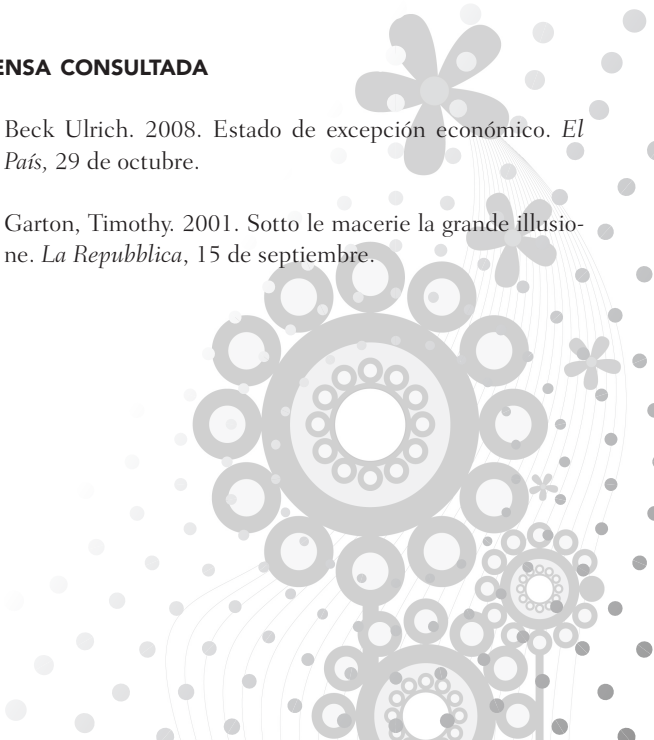 ENSA CONSULTADA
Beck Ulrich. 2008. Estado de excepción económico. El
País, 29 de octubre.
Garton, Timothy. 2001. Sotto le macerie la grande illusio-
ne. La Repubblica, 15 de septiembre.